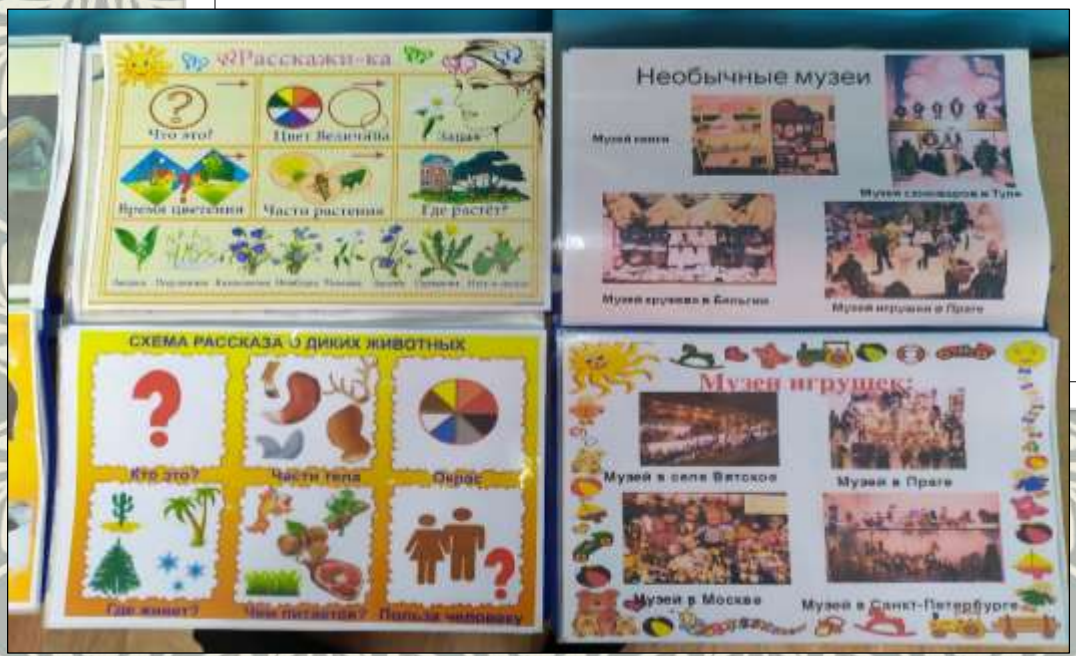 Расскажи-ка
Что это?
Цвет Величина
Запах
Время цветения
Части растения
Где растёт?
Необычные музеи
Музей книги
Музей самоваров в Туле
Музей кружева в Бельгии
Музей игрушки в Праге
СХЕМА РАССКАЗА О ДИКИХ ЖИВОТНЫХ
Кто это?
Части тела
Окрас
Где живет?
Чем питается?
Польза человеку
Музеи игрушек:
Музей в селе Вятское
Музей в Праге
Музей в Москве
Музей в Санкт-Петербурге